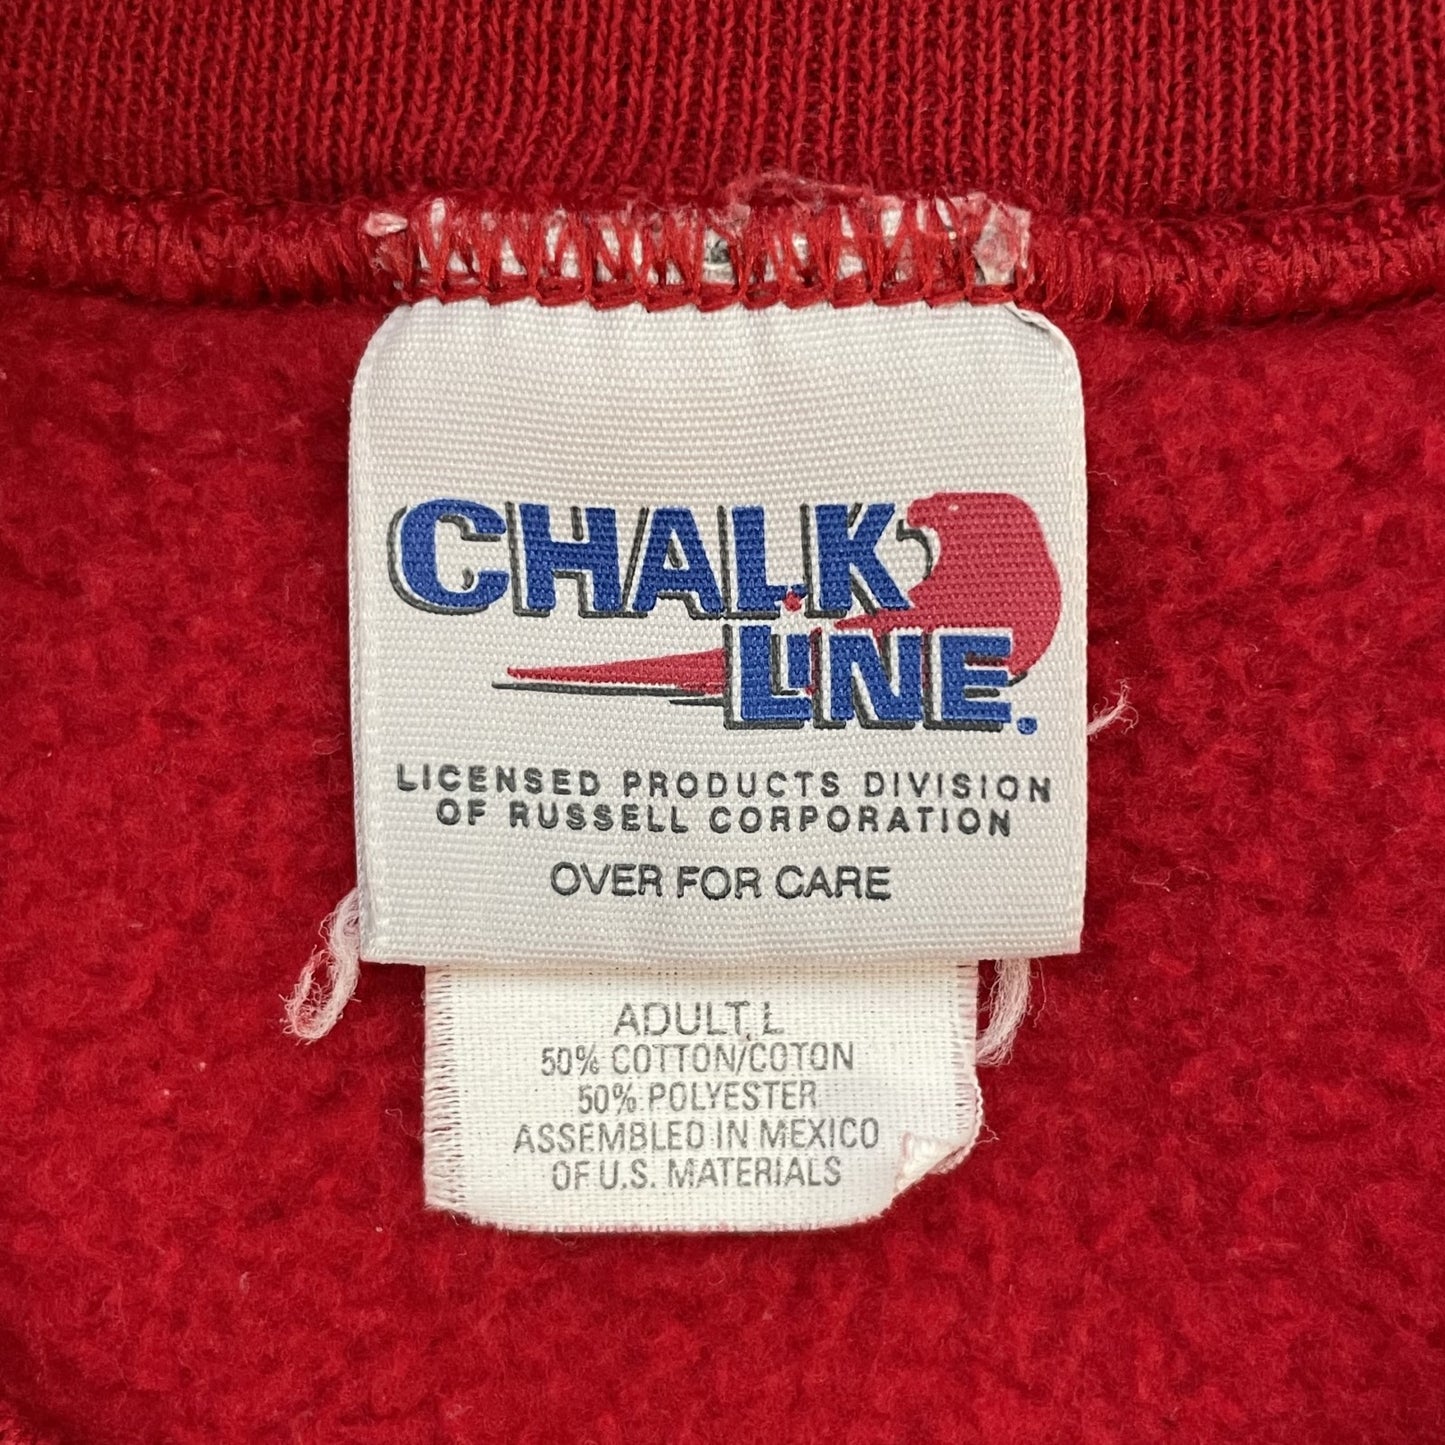 CHALK
LINE.
LICENSED PRODUCTS DIVISION
OF RUSSELL CORPORATION
OVER FOR CARE
ADULT L
50% COTTON/COTON
50% POLYESTER
ASSEMBLED IN MEXICO
OF U.S. MATERIALS